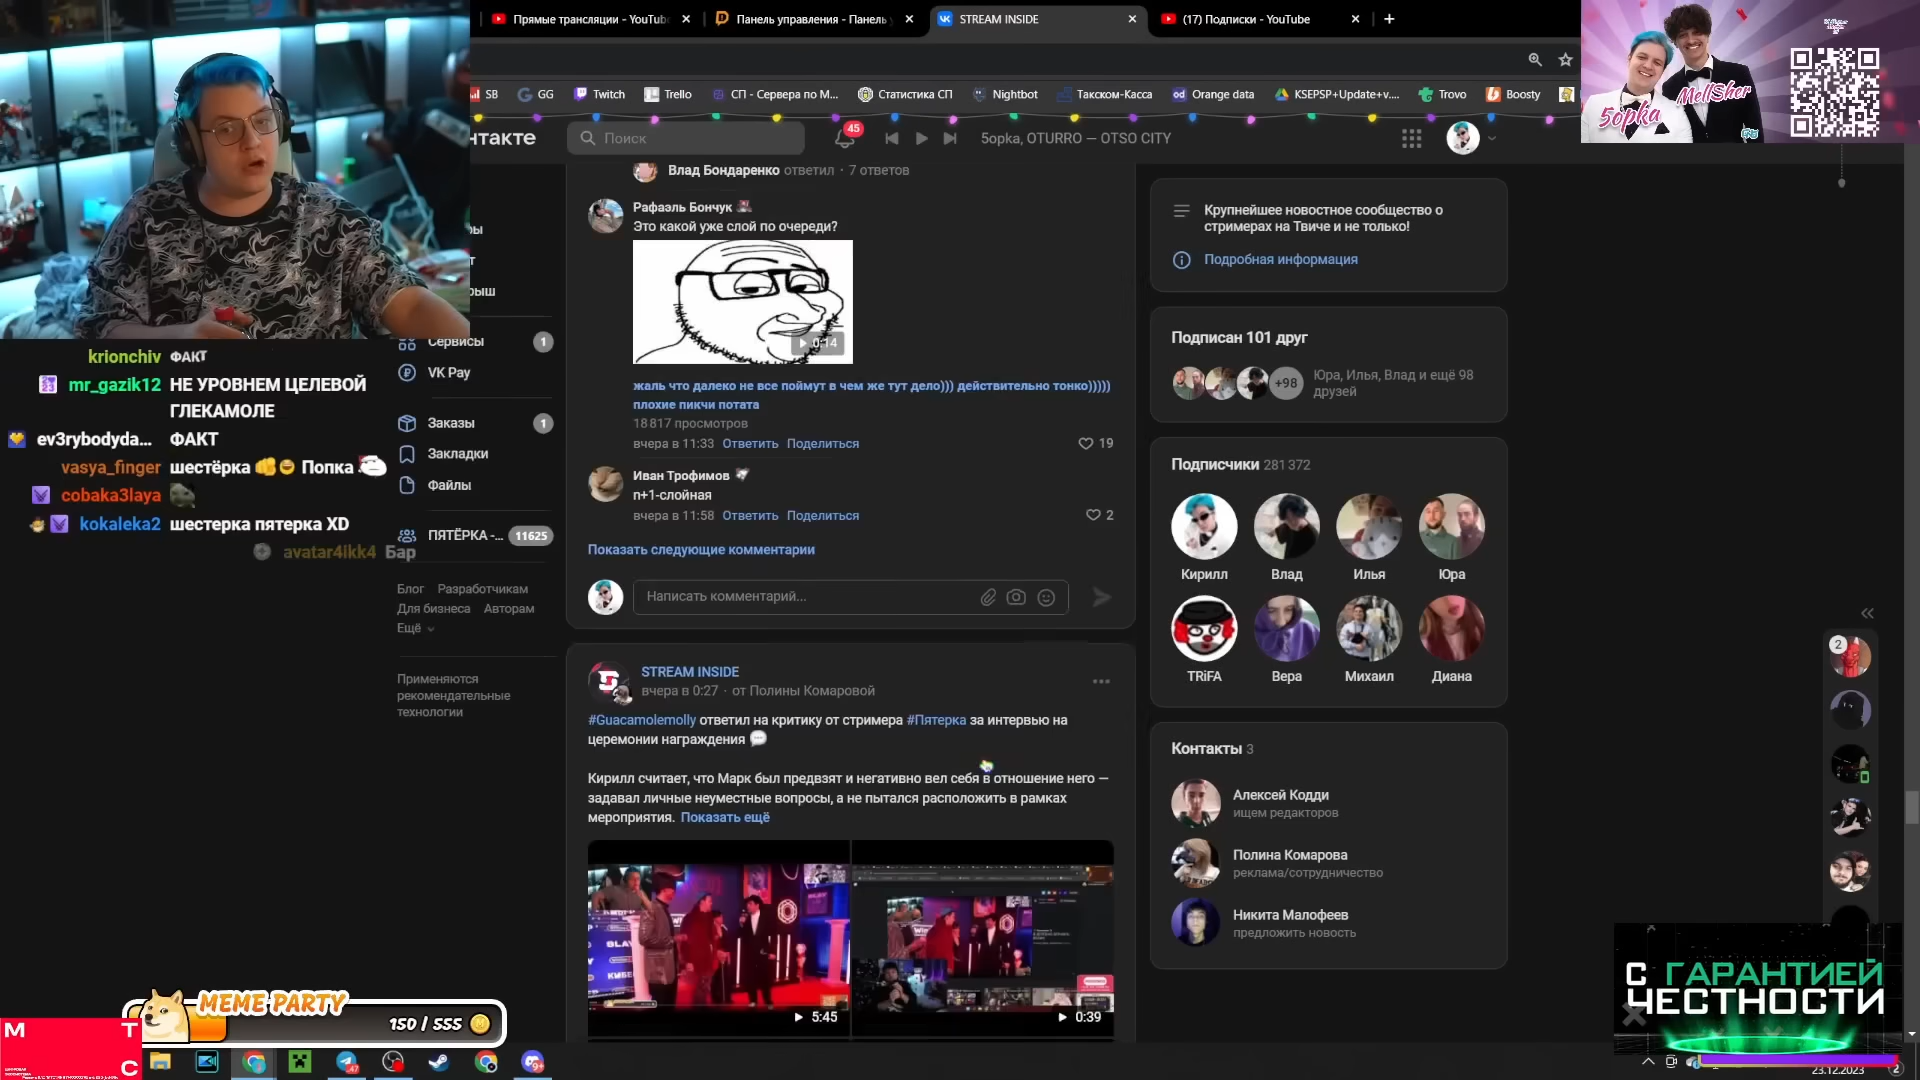 Прямые трансляции - YouTube
Панель управления - Панель
STREAM INSIDE
(17) Подписки - YouTube
SB
GG
Twitch
Trello
СП - Сервера по М...
Статистика СП
Nightbot
Такском-Касса
Orange data
KSEPSP+Update+v....
Trovo
Boosty
5opka
MellSher
нтакте
Поиск
45
5opka, OTURRO — OTSO CITY
Влад Бондаренко ответил · 7 ответов
Рафаэль Бончук
Это какой уже слой по очереди?
0:14
жаль что далеко не все поймут в чем же тут дело))) действительно тонко)))))
плохие пикчи потата
18 817 просмотров
вчера в 11:33 Ответить Поделиться
19
Иван Трофимов
n+1-слойная
вчера в 11:58 Ответить Поделиться
2
Показать следующие комментарии
Написать комментарий...
STREAM INSIDE
вчера в 0:27 · от Полины Комаровой
#Guacamolemolly ответил на критику от стримера #Пятерка за интервью на
церемонии награждения
Кирилл считает, что Марк был предвзят и негативно вел себя в отношение него —
задавал личные неуместные вопросы, а не пытался расположить в рамках
мероприятия. Показать ещё
5:45
0:39
ры
т
рыш
Сервисы
1
VK Pay
Заказы
1
Закладки
Файлы
ПЯТЁРКА -...
11625
Блог Разработчикам
Для бизнеса Авторам
Ещё
Применяются
рекомендательные
технологии
krionchiv ФАКТ
mr_gazik12 НЕ УРОВНЕМ ЦЕЛЕВОЙ
ГЛЕКАМОЛЕ
ev3rybodyda... ФАКТ
vasya_finger шестёрка Попка
cobaka3laya
kokaleka2 шестерка пятерка XD
avatar4ikk4 Бар
Крупнейшее новостное сообщество о
стримерах на Твиче и не только!
Подробная информация
Подписан 101 друг
+98
Юра, Илья, Влад и ещё 98
друзей
Подписчики 281 372
Кирилл
Влад
Илья
Юра
TRiFA
Вера
Михаил
Диана
Контакты 3
Алексей Кодди
ищем редакторов
Полина Комарова
реклама/сотрудничество
Никита Малофеев
предложить новость
2
С ГАРАНТИЕЙ
ЧЕСТНОСТИ
MEME PARTY
150 / 555
М Т
С
23.12.2023
2